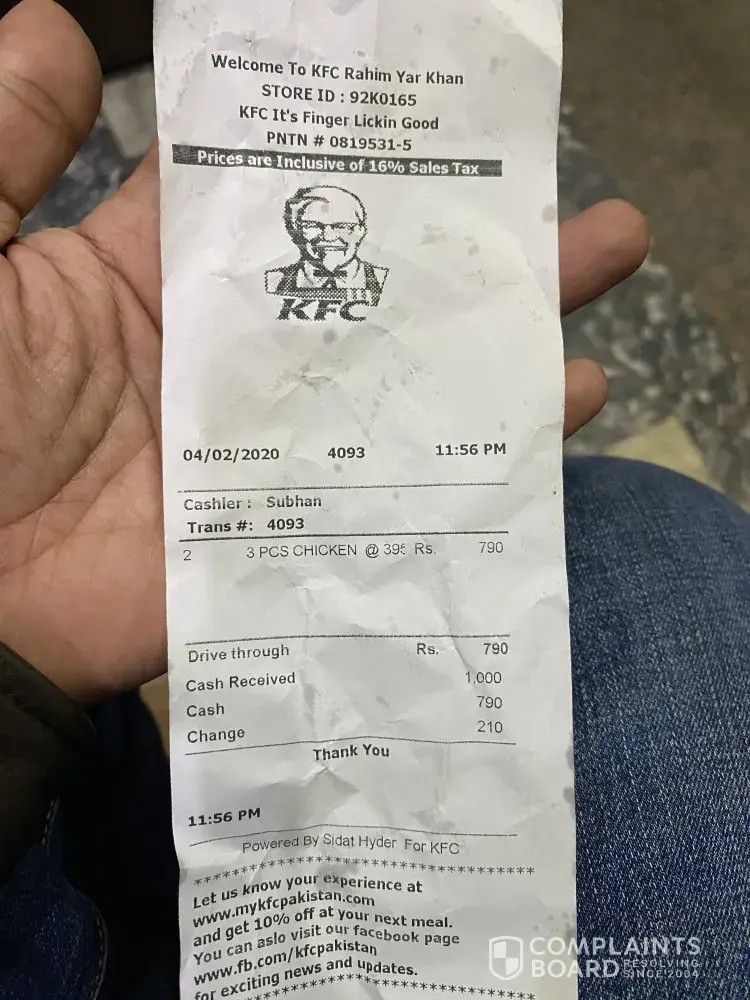 Welcome To KFC Rahim Yar Khan
STORE ID : 92K0165
KFC It's Finger Lickin Good
PNTN # 0819531-5
Prices are Inclusive of 16% Sales Tax
KFC
04/02/2020 4093 11:56 PM
Cashier : Subhan
Trans #: 4093
2 3 PCS CHICKEN @ 395 Rs. 790
Drive through Rs. 790
Cash Received 1,000
Cash 790
Change 210
Thank You
11:56 PM
Powered By Sidat Hyder For KFC
************************************
Let us know your experience at
www.mykfcpakistan.com
and get 10% off at your next meal.
You can aslo visit our facebook page
www.fb.com/kfcpakistan
for exciting news and updates.
************************************
COMPLAINTS
BOARD RESOLVING
SINCE 2004